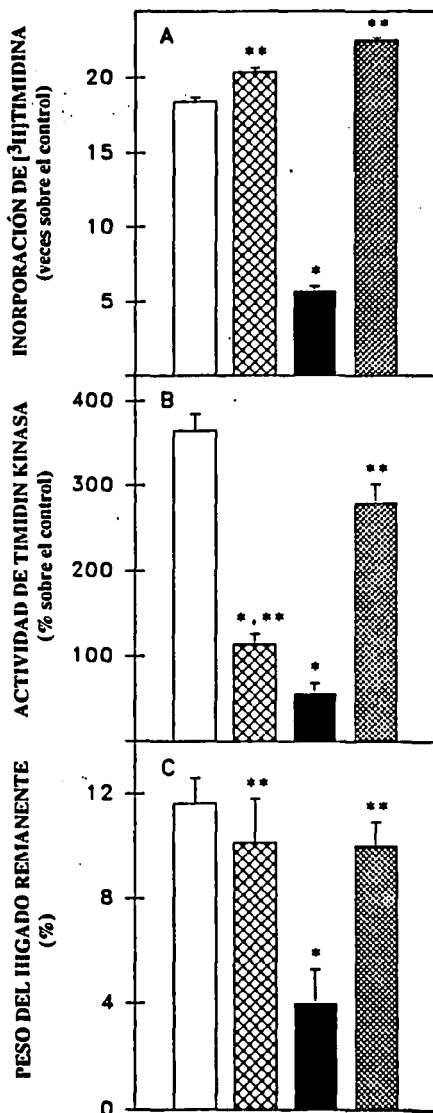 INORPORACIÓN DE [³H]TIMIDINA
(veces sobre el control)
A
20
15
10
5
**
*
**
ACTIVIDAD DE TIMIDIN KINASA
(% sobre el control)
B
400
300
200
100
*, **
*
**
PESO DEL HIGADO REMANENTE
(%)
C
12
8
4
0
**
*
**